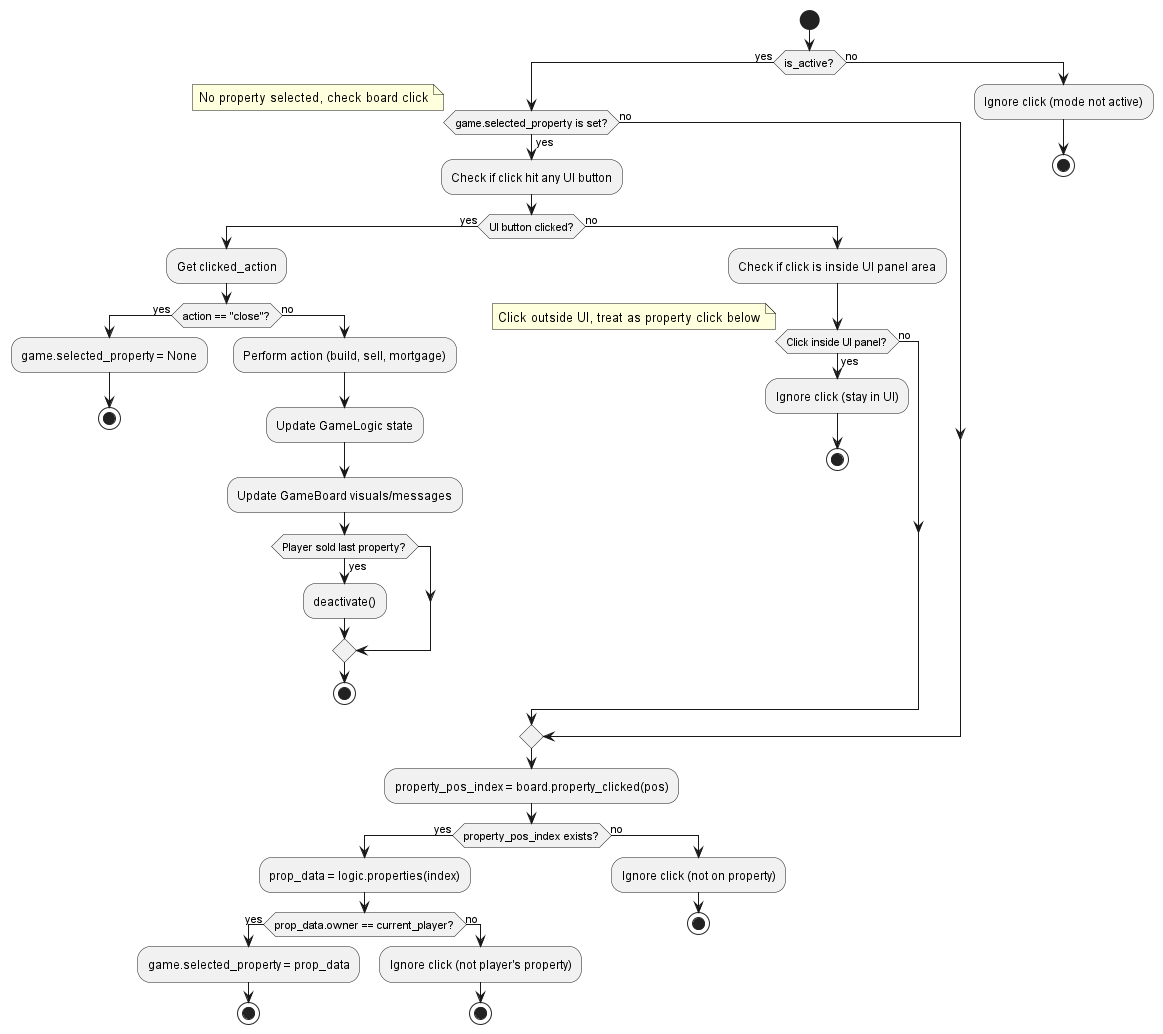 is_active?
yes
no
No property selected, check board click
Ignore click (mode not active)
game.selected_property is set?
no
yes
Check if click hit any UI button
UI button clicked?
yes
no
Get clicked_action
Check if click is inside UI panel area
action == "close"?
yes
no
Click outside UI, treat as property click below
game.selected_property = None
Perform action (build, sell, mortgage)
Click inside UI panel?
no
yes
Ignore click (stay in UI)
Update GameLogic state
Update GameBoard visuals/messages
Player sold last property?
yes
deactivate()
property_pos_index = board.property_clicked(pos)
property_pos_index exists?
yes
no
prop_data = logic.properties(index)
Ignore click (not on property)
prop_data.owner == current_player?
yes
no
game.selected_property = prop_data
Ignore click (not player's property)